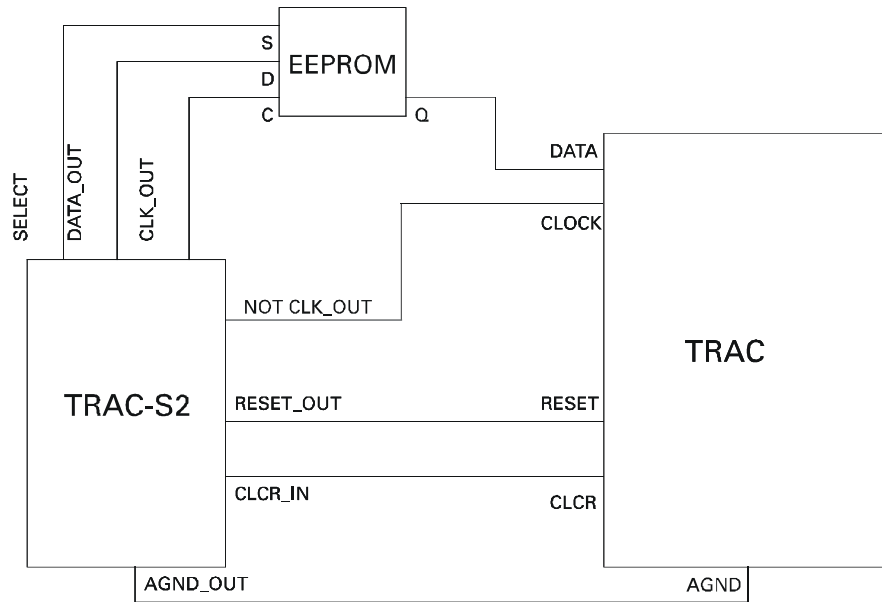 S
EEPROM
D
C
Q
SELECT
DATA_OUT
CLK_OUT
DATA
CLOCK
NOT CLK_OUT
TRAC
TRAC-S2
RESET_OUT
RESET
CLCR_IN
CLCR
AGND_OUT
AGND